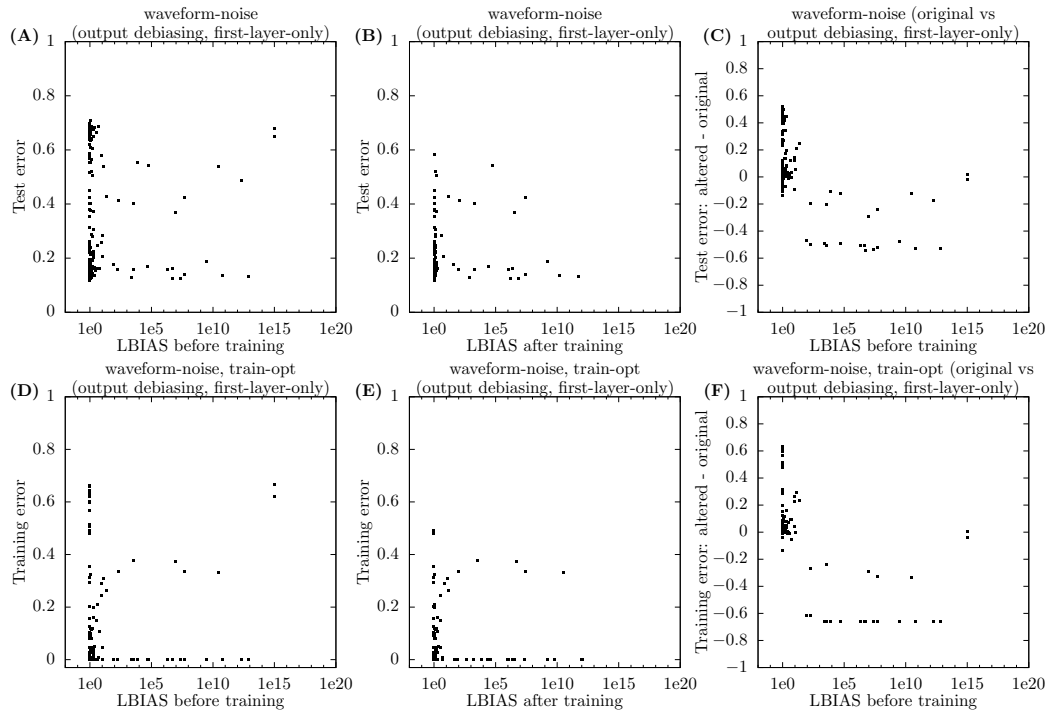 waveform-noise
(A) (output debiasing, first-layer-only)
1
0.8
0.6
0.4
0.2
0
Test error
1e0 1e5 1e10 1e15 1e20
LBIAS before training
waveform-noise
(B) (output debiasing, first-layer-only)
1
0.8
0.6
0.4
0.2
0
Test error
1e0 1e5 1e10 1e15 1e20
LBIAS after training
waveform-noise (original vs
(C) output debiasing, first-layer-only)
1
0.8
0.6
0.4
0.2
0
−0.2
−0.4
−0.6
−0.8
−1
Test error: altered - original
1e0 1e5 1e10 1e15 1e20
LBIAS before training
waveform-noise, train-opt
(D) (output debiasing, first-layer-only)
1
0.8
0.6
0.4
0.2
0
Training error
1e0 1e5 1e10 1e15 1e20
LBIAS before training
waveform-noise, train-opt
(E) (output debiasing, first-layer-only)
1
0.8
0.6
0.4
0.2
0
Training error
1e0 1e5 1e10 1e15 1e20
LBIAS after training
waveform-noise, train-opt (original vs
(F) output debiasing, first-layer-only)
1
0.8
0.6
0.4
0.2
0
−0.2
−0.4
−0.6
−0.8
−1
Training error: altered - original
1e0 1e5 1e10 1e15 1e20
LBIAS before training